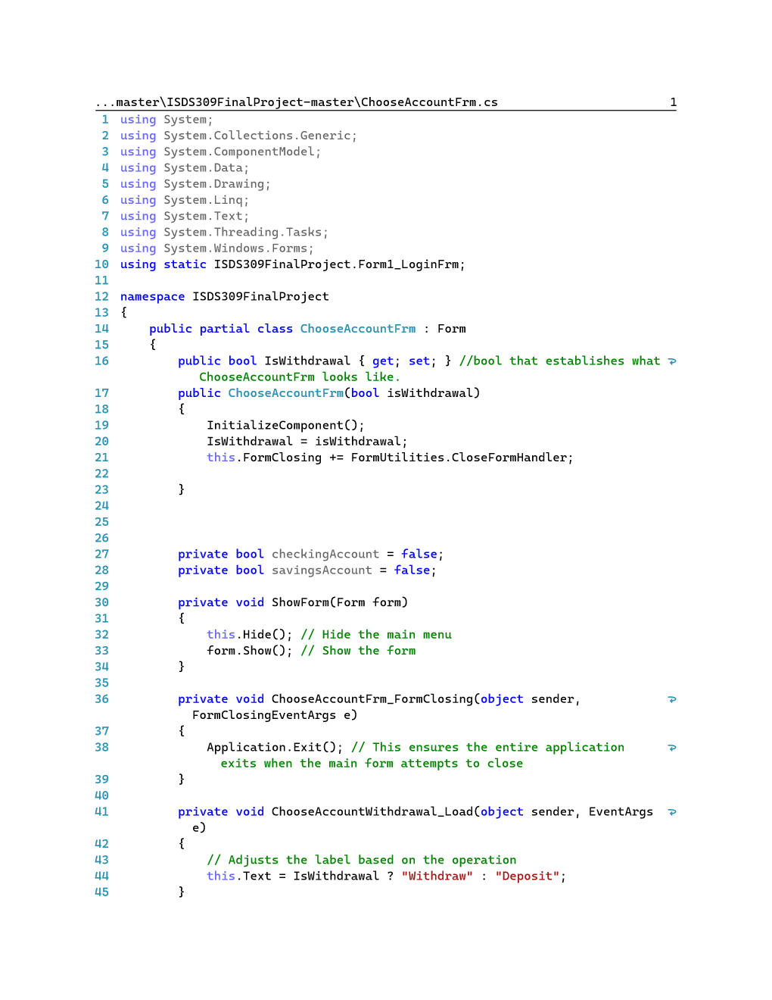 ...master\ISDS309FinalProject-master\ChooseAccountFrm.cs 1
1 using System;
2 using System.Collections.Generic;
3 using System.ComponentModel;
4 using System.Data;
5 using System.Drawing;
6 using System.Linq;
7 using System.Text;
8 using System.Threading.Tasks;
9 using System.Windows.Forms;
10 using static ISDS309FinalProject.Form1_LoginFrm;
11
12 namespace ISDS309FinalProject
13 {
14     public partial class ChooseAccountFrm : Form
15     {
16         public bool IsWithdrawal { get; set; } //bool that establishes what
ChooseAccountFrm looks like.
17         public ChooseAccountFrm(bool isWithdrawal)
18         {
19             InitializeComponent();
20             IsWithdrawal = isWithdrawal;
21             this.FormClosing += FormUtilities.CloseFormHandler;
22
23         }
24
25
26
27         private bool checkingAccount = false;
28         private bool savingsAccount = false;
29
30         private void ShowForm(Form form)
31         {
32             this.Hide(); // Hide the main menu
33             form.Show(); // Show the form
34         }
35
36         private void ChooseAccountFrm_FormClosing(object sender,
FormClosingEventArgs e)
37         {
38             Application.Exit(); // This ensures the entire application
exits when the main form attempts to close
39         }
40
41         private void ChooseAccountWithdrawal_Load(object sender, EventArgs
e)
42         {
43             // Adjusts the label based on the operation
44             this.Text = IsWithdrawal ? "Withdraw" : "Deposit";
45         }